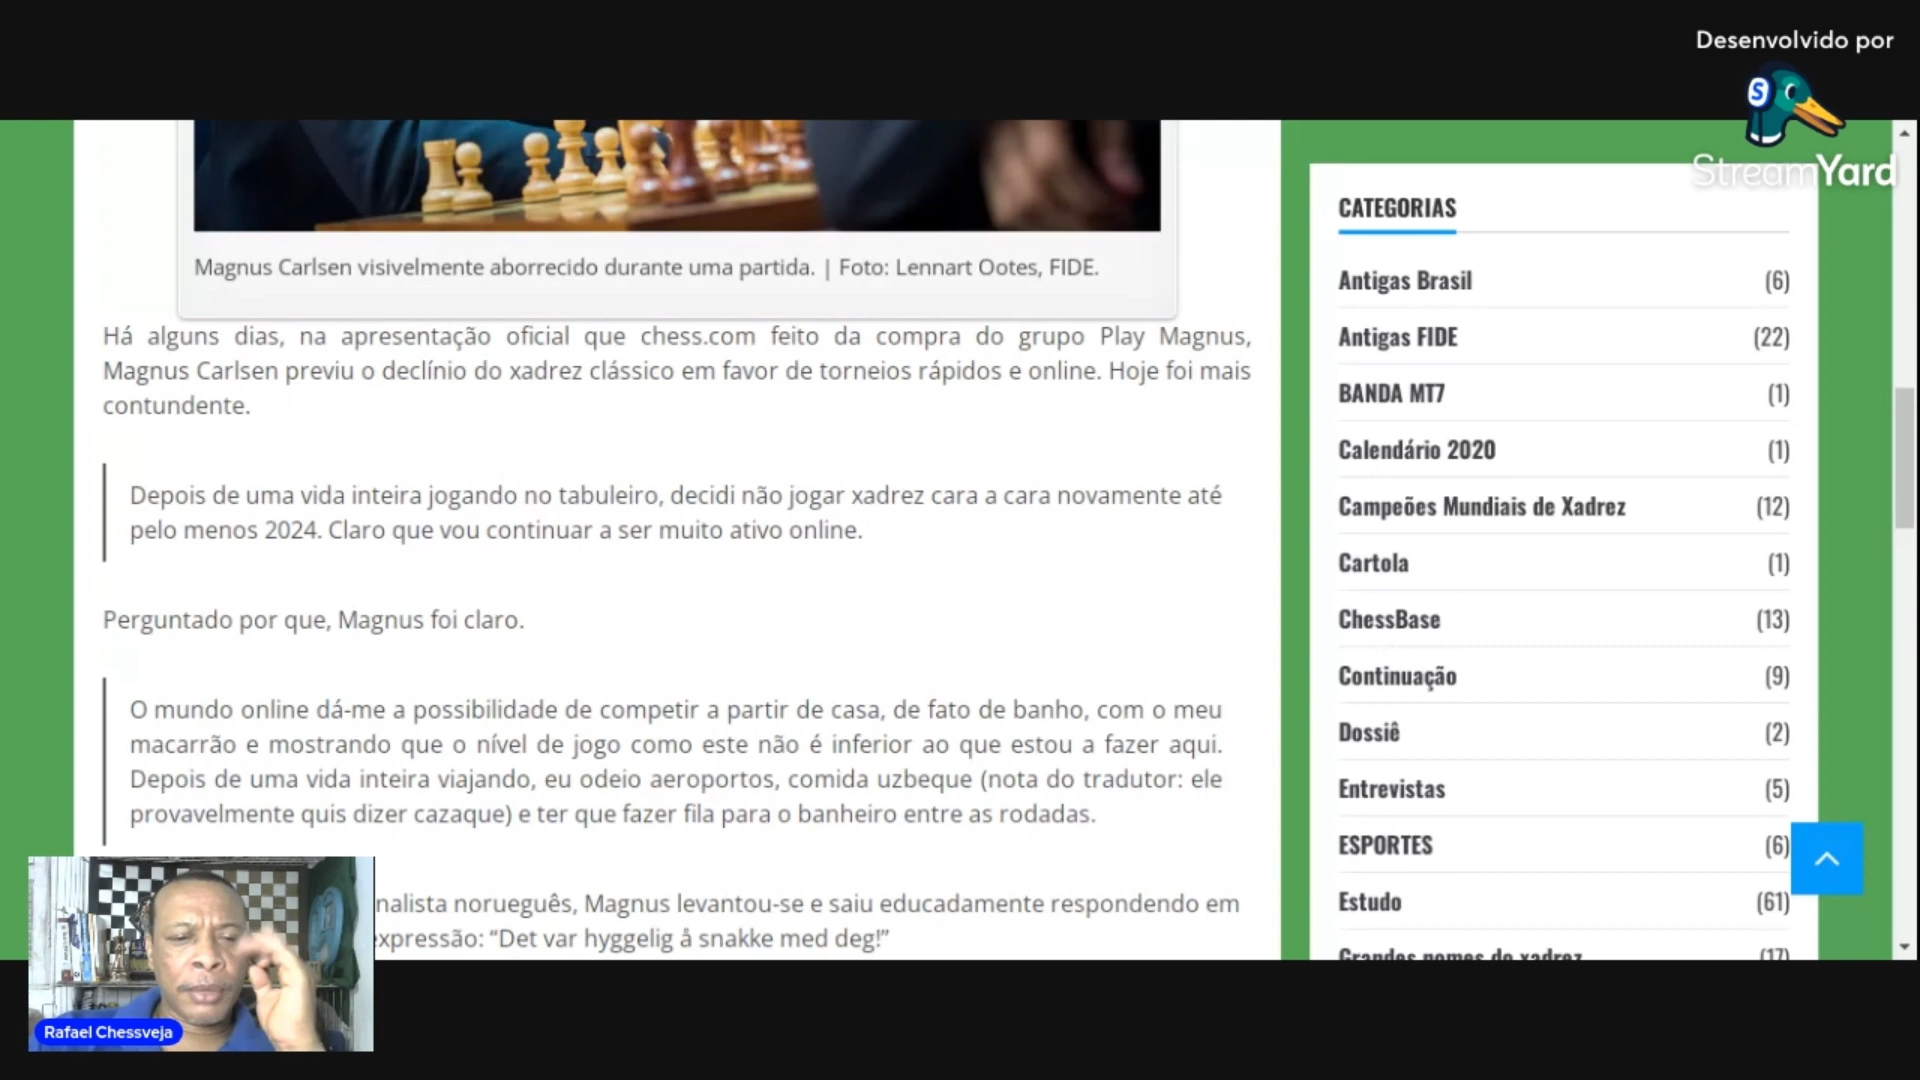 Desenvolvido por
StreamYard
Magnus Carlsen visivelmente aborrecido durante uma partida. | Foto: Lennart Ootes, FIDE.
Há alguns dias, na apresentação oficial que chess.com feito da compra do grupo Play Magnus,
Magnus Carlsen previu o declínio do xadrez clássico em favor de torneios rápidos e online. Hoje foi mais
contundente.
Depois de uma vida inteira jogando no tabuleiro, decidi não jogar xadrez cara a cara novamente até
pelo menos 2024. Claro que vou continuar a ser muito ativo online.
Perguntado por que, Magnus foi claro.
O mundo online dá-me a possibilidade de competir a partir de casa, de fato de banho, com o meu
macarrão e mostrando que o nível de jogo como este não é inferior ao que estou a fazer aqui.
Depois de uma vida inteira viajando, eu odeio aeroportos, comida uzbeque (nota do tradutor: ele
provavelmente quis dizer cazaque) e ter que fazer fila para o banheiro entre as rodadas.
nalista norueguês, Magnus levantou-se e saiu educadamente respondendo em
xpressão: “Det var hyggelig å snakke med deg!”
Rafael Chessveja
CATEGORIAS
Antigas Brasil (6)
Antigas FIDE (22)
BANDA MT7 (1)
Calendário 2020 (1)
Campeões Mundiais de Xadrez (12)
Cartola (1)
ChessBase (13)
Continuação (9)
Dossiê (2)
Entrevistas (5)
ESPORTES (6)
Estudo (61)
Grandes nomes do xadrez (17)